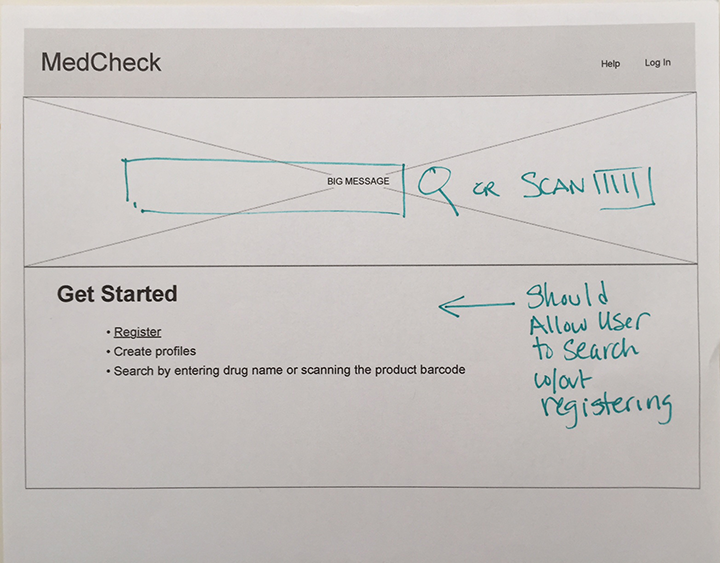 MedCheck
Help Log In
BIG MESSAGE
OR SCAN
Get Started
• Register
• Create profiles
• Search by entering drug name or scanning the product barcode
Should
Allow User
to Search
w/out
registering